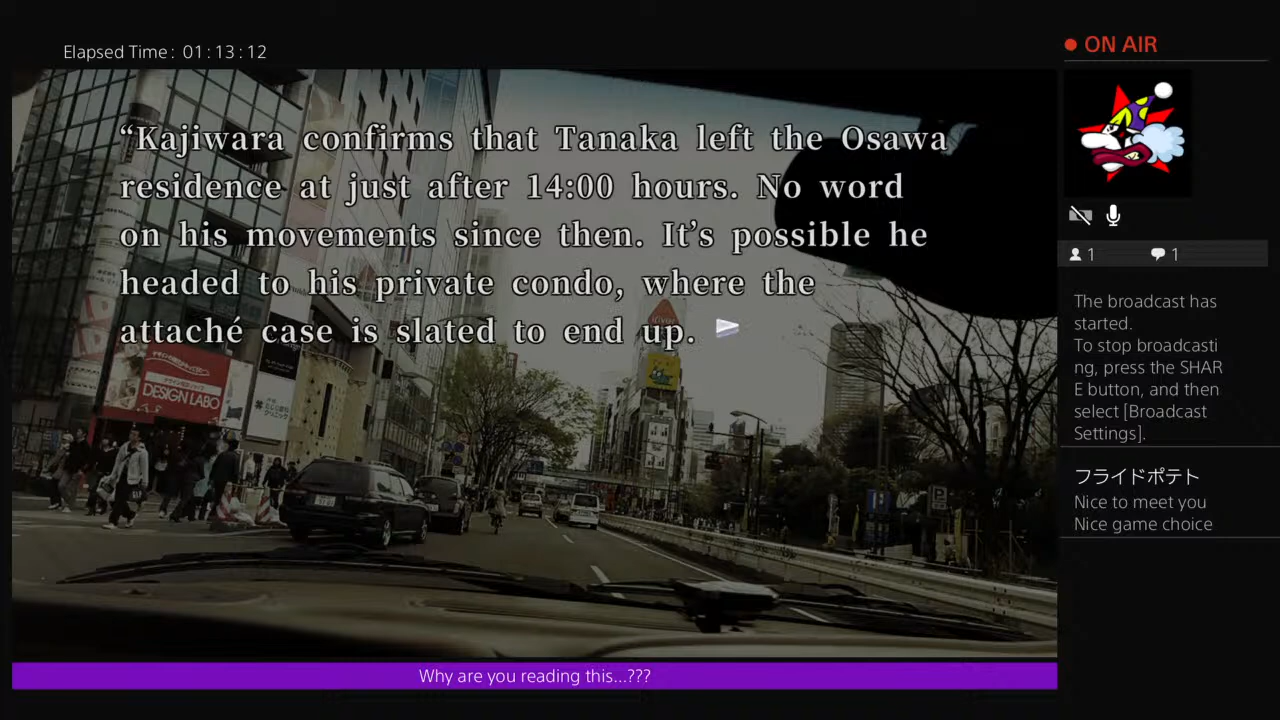 Elapsed Time: 01:13:12
ON AIR
“Kajiwara confirms that Tanaka left the Osawa
residence at just after 14:00 hours. No word
on his movements since then. It’s possible he
headed to his private condo, where the
attaché case is slated to end up.
1
1
The broadcast has
started.
To stop broadcasti
ng, press the SHAR
E button, and then
select [Broadcast
Settings].
フライドポテト
Nice to meet you
Nice game choice
DESIGN LABO
Why are you reading this...???